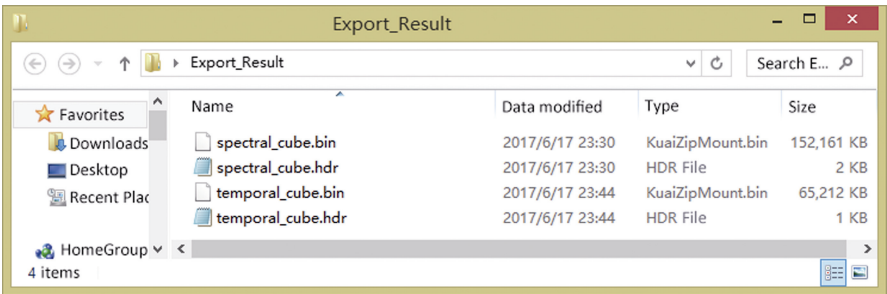 Export_Result
Export_Result
Search E...
Favorites
Downloads
Desktop
Recent Plac
HomeGroup
Name Data modified Type Size
spectral_cube.bin 2017/6/17 23:30 KuaiZipMount.bin 152,161 KB
spectral_cube.hdr 2017/6/17 23:30 HDR File 2 KB
temporal_cube.bin 2017/6/17 23:44 KuaiZipMount.bin 65,212 KB
temporal_cube.hdr 2017/6/17 23:44 HDR File 1 KB
4 items